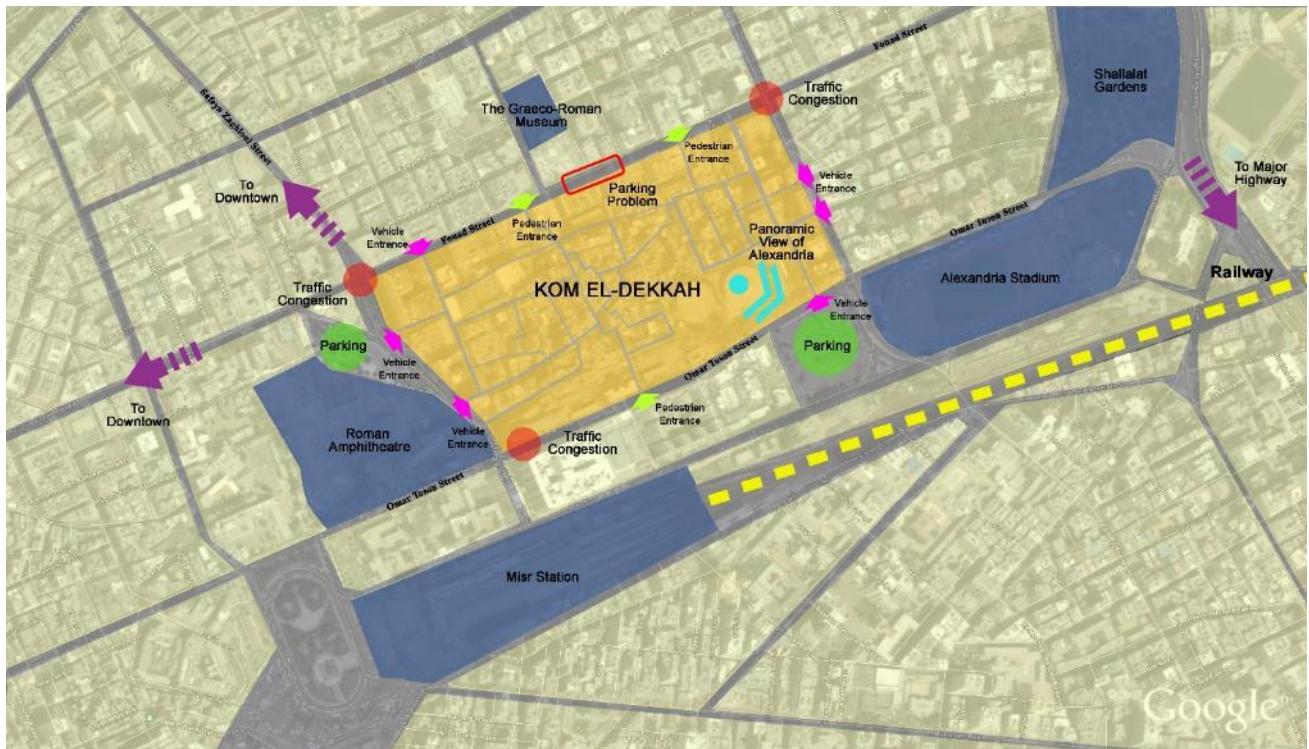 Fouad Street
Shallalat
Gardens
Traffic
Congestion
The Graeco-Roman
Museum
Safeya Zaghloul Street
Pedestrian
Entrance
To Major
Highway
Vehicle
Entrance
Parking
Problem
To
Downtown
Pedestrian
Entrance
Vehicle
Entrance
Fouad Street
Panoramic
View of
Alexandria
Omar Toson Street
Railway
Alexandria Stadium
KOM EL-DEKKAH
Traffic
Congestion
Vehicle
Entrance
Parking
Parking
Vehicle
Entrance
Omar Toson Street
To
Downtown
Pedestrian
Entrance
Roman
Amphitheatre
Vehicle
Entrance
Traffic
Congestion
Omar Toson Street
Misr Station
Google